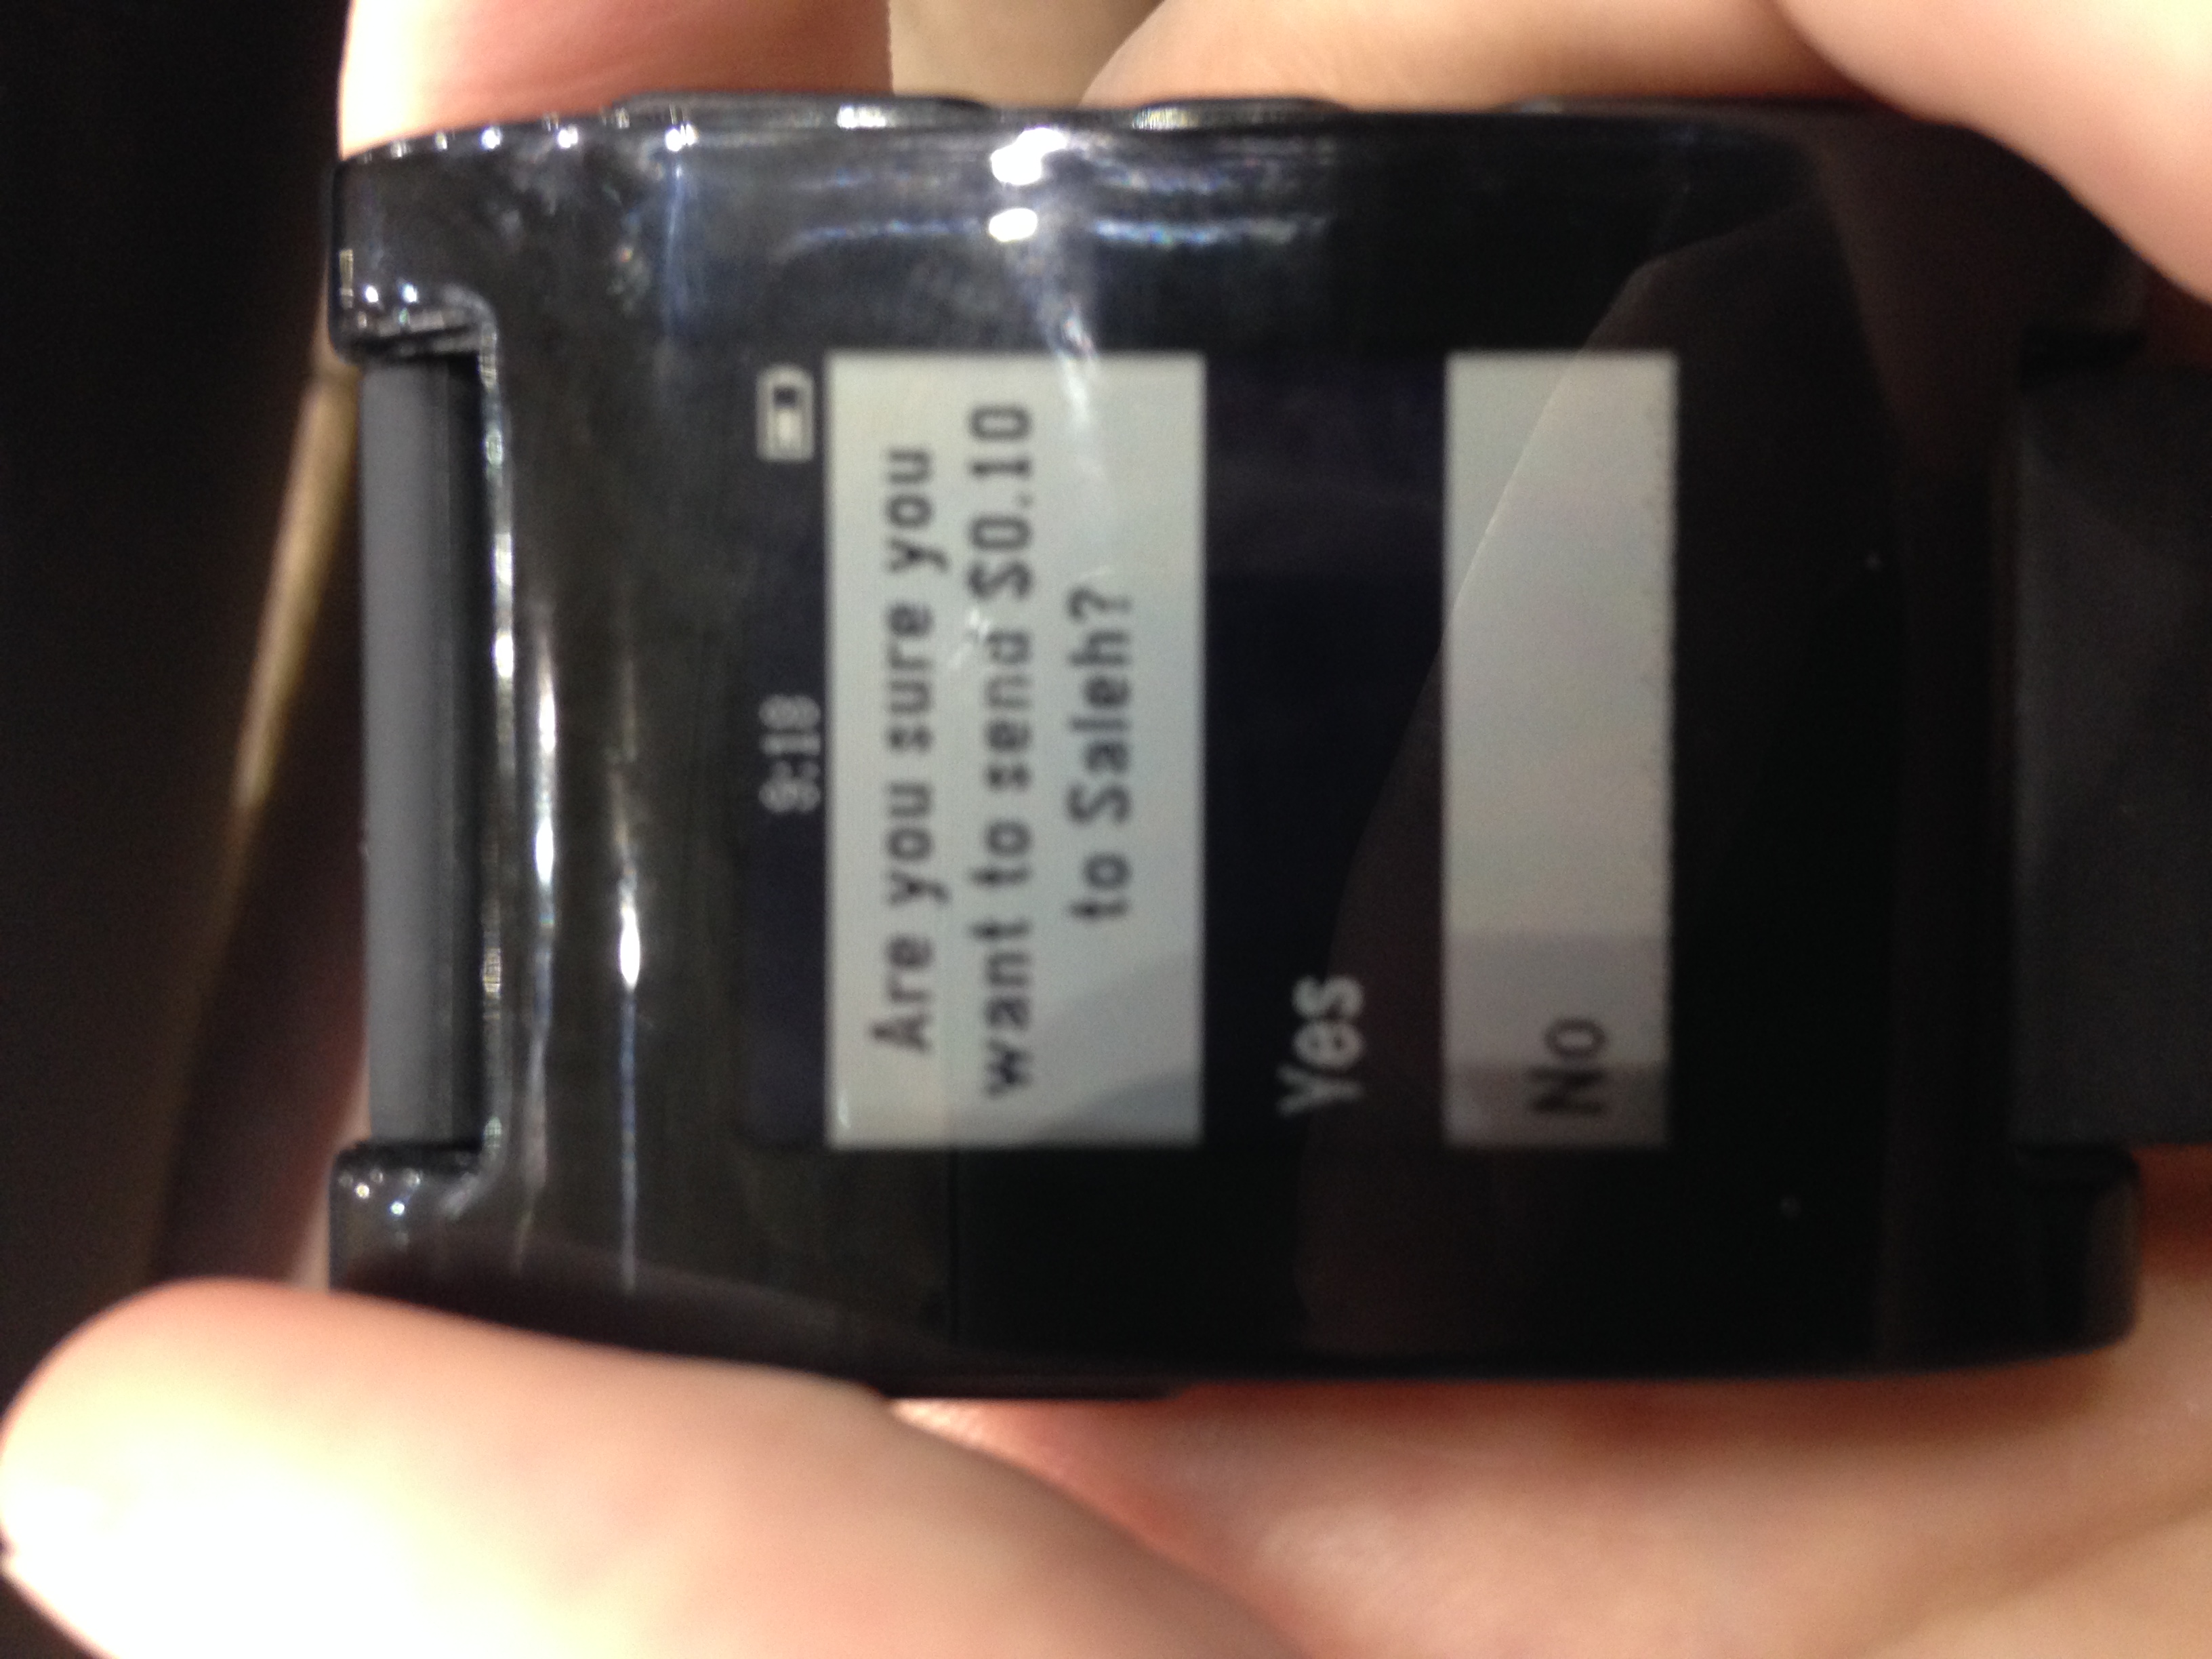 9:18
Are you sure you
want to send $0.10
to Saleh?
Yes
No